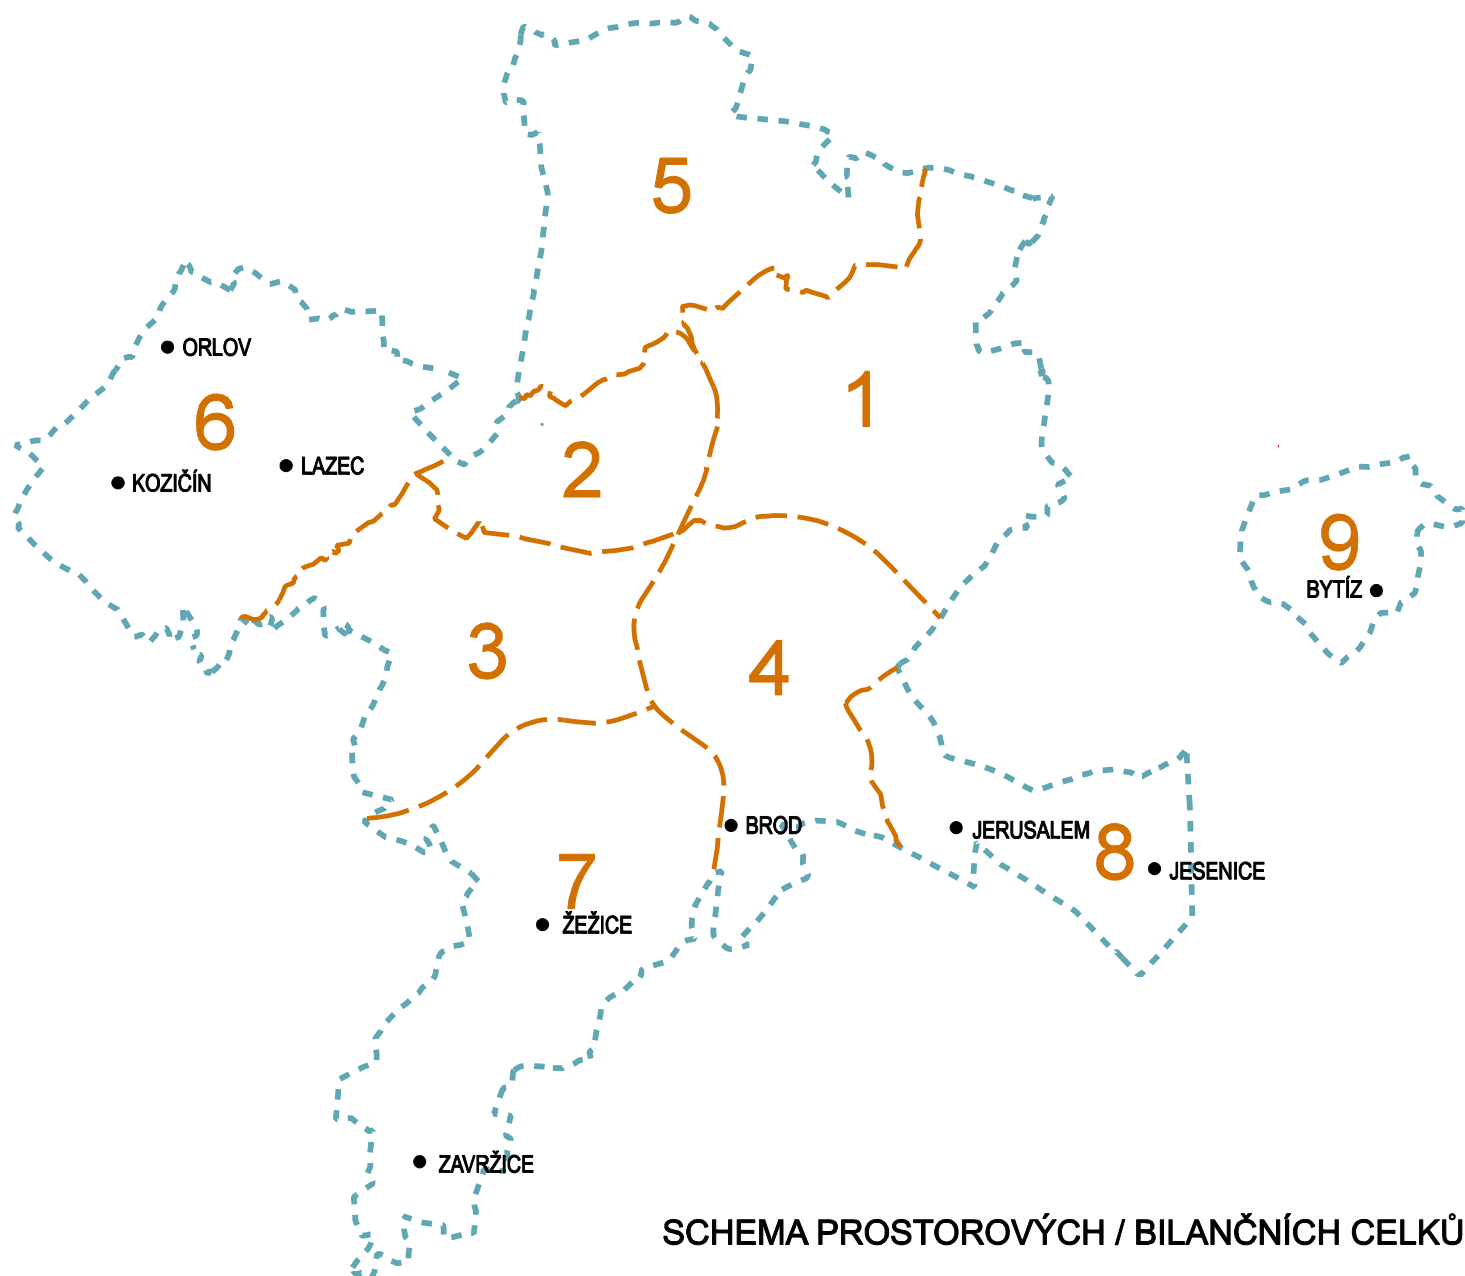 5
ORLOV
1
6
2
LAZEC
KOZIČÍN
9
BYTÍZ
3
4
BROD
JERUSALEM
8
JESENICE
7
ŽEŽICE
ZAVRŽICE
SCHEMA PROSTOROVÝCH / BILANČNÍCH CELKŮ